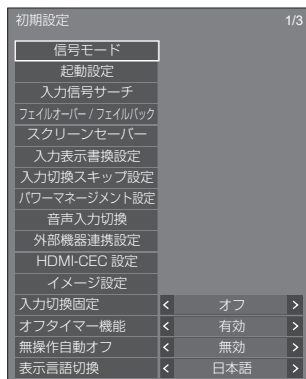 初期設定 1/3
信号モード
起動設定
入力信号サーチ
フェイルオーバー / フェイルバック
スクリーンセーバー
入力表示書換設定
入力切換スキップ設定
パワーマネージメント設定
音声入力切換
外部機器連携設定
HDMI-CEC 設定
イメージ設定
入力切換固定 < オフ >
オフタイマー機能 < 有効 >
無操作自動オフ < 無効 >
表示言語切換 < 日本語 >